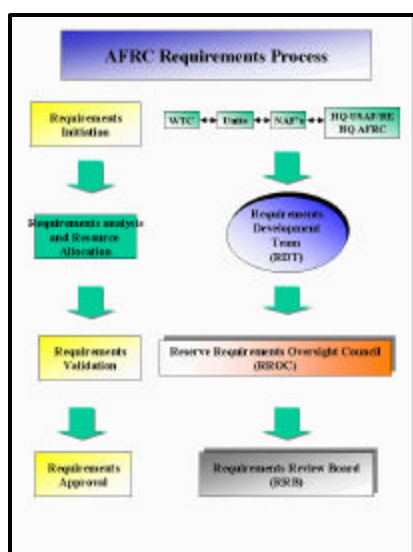 AFRC Requirements Process
Requirements
Initiation
WTC
Units
NAF's
HQ USAF/RE
HQ AFRC
Requirements analysis
and Resource
Allocation
Requirements
Development
Team
(RDT)
Requirements
Validation
Reserve Requirements Oversight Council
(RROC)
Requirements
Approval
Requirements Review Board
(RRB)